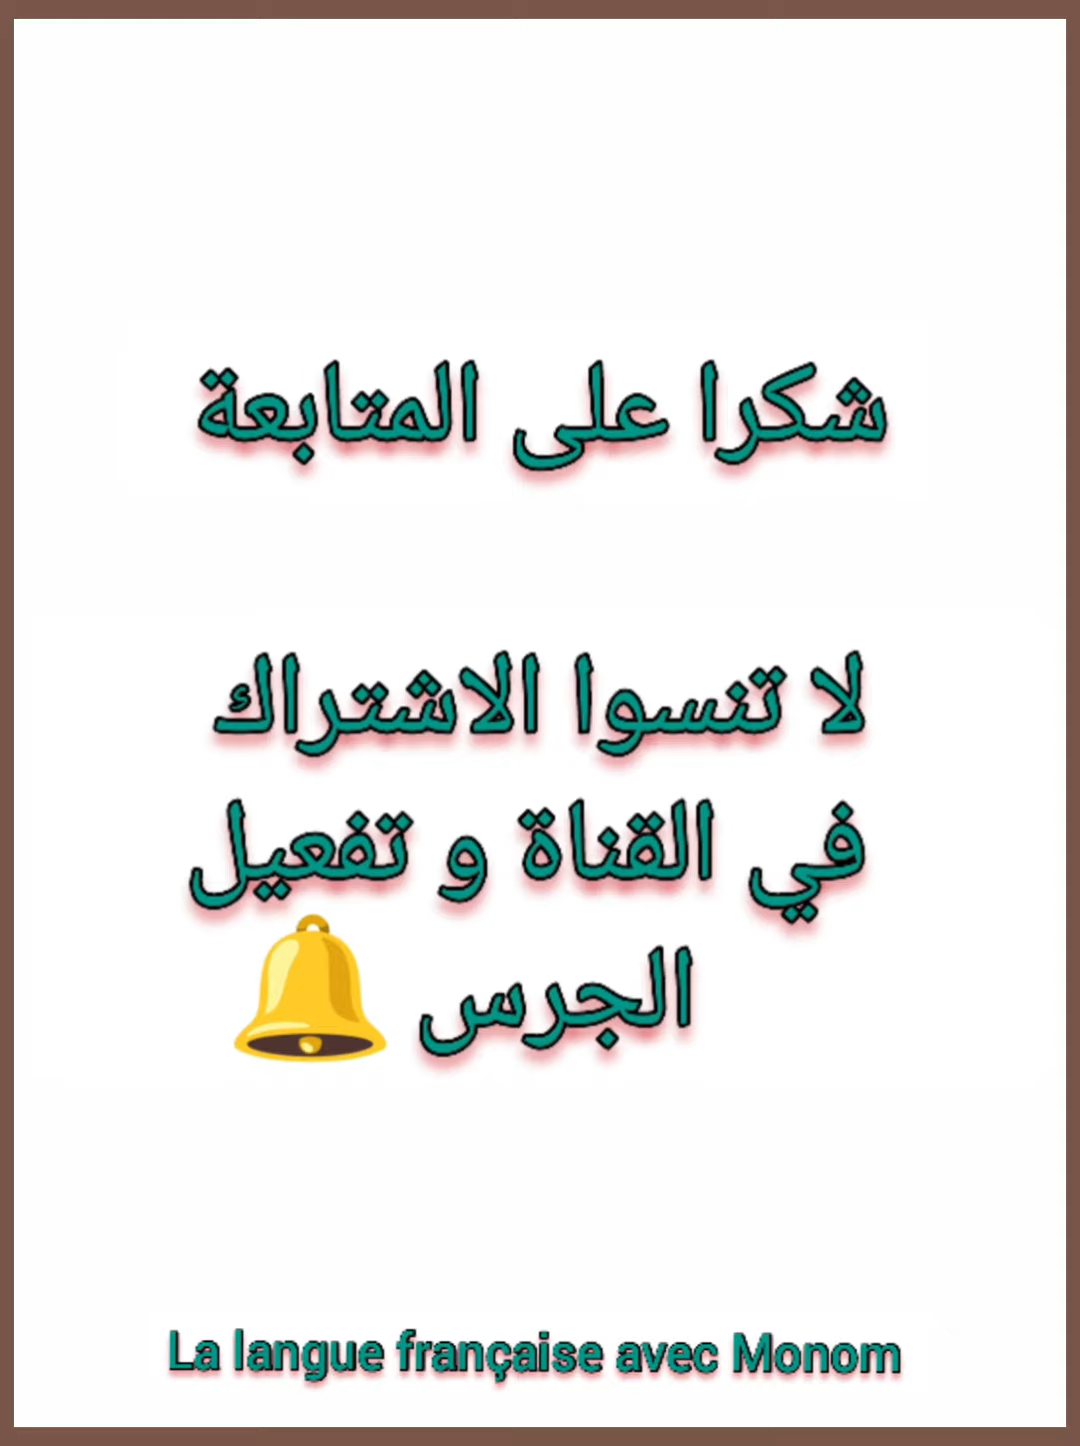 شكرا على المتابعة
لا تنسوا الاشتراك
في القناة و تفعيل
الجرس 🔔
La langue française avec Monom